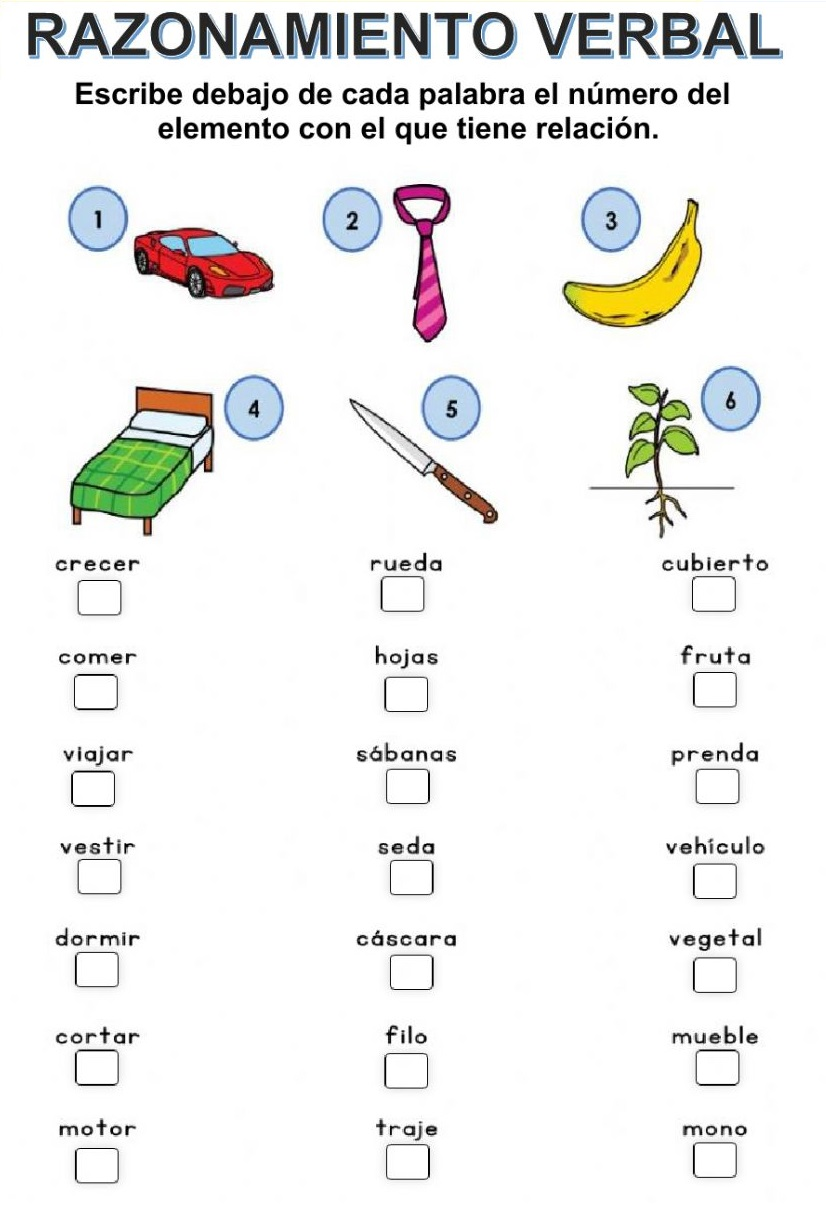 RAZONAMIENTO VERBAL
Escribe debajo de cada palabra el número del
elemento con el que tiene relación.
1 2 3
4 5 6
crecer rueda cubierto
comer hojas fruta
viajar sábanas prenda
vestir seda vehículo
dormir cáscara vegetal
cortar filo mueble
motor traje mono